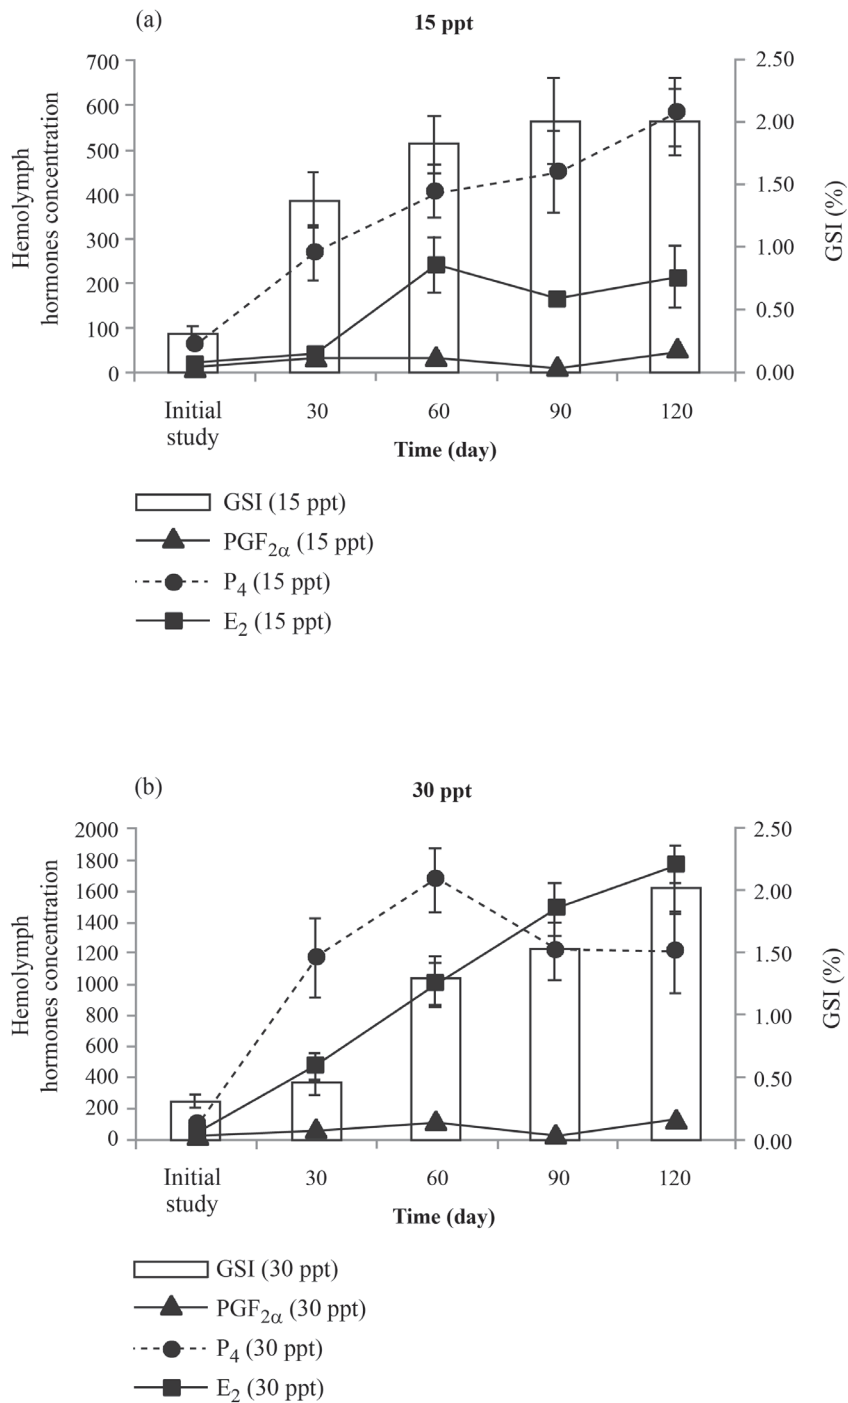 (a)
15 ppt
Hemolymph
hormones concentration
700
600
500
400
300
200
100
0
2.50
2.00
1.50
1.00
0.50
0.00
GSI (%)
Initial
study
30
60
90
120
Time (day)
GSI (15 ppt)
PGF2α (15 ppt)
P4 (15 ppt)
E2 (15 ppt)
(b)
30 ppt
Hemolymph
hormones concentration
2000
1800
1600
1400
1200
1000
800
600
400
200
0
2.50
2.00
1.50
1.00
0.50
0.00
GSI (%)
Initial
study
30
60
90
120
Time (day)
GSI (30 ppt)
PGF2α (30 ppt)
P4 (30 ppt)
E2 (30 ppt)